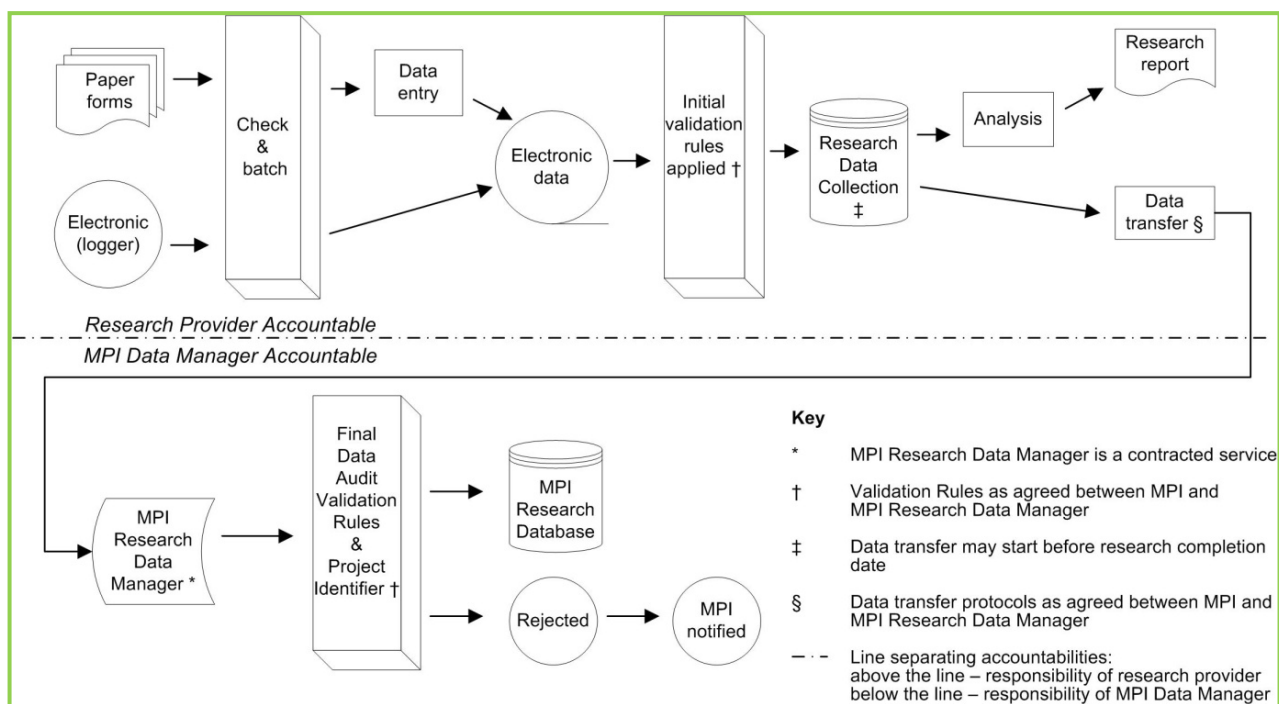 Paper
forms
Check
&
batch
Data
entry
Electronic
(logger)
Electronic
data
Initial
validation
rules
applied †
Research
Data
Collection
‡
Analysis
Research
report
Data
transfer §
Research Provider Accountable
MPI Data Manager Accountable
MPI
Research
Data
Manager *
Final
Data
Audit
Validation
Rules
&
Project
Identifier †
MPI
Research
Database
Rejected
MPI
notified
Key
* MPI Research Data Manager is a contracted service
† Validation Rules as agreed between MPI and
MPI Research Data Manager
‡ Data transfer may start before research completion
date
§ Data transfer protocols as agreed between MPI and
MPI Research Data Manager
Line separating accountabilities:
above the line – responsibility of research provider
below the line – responsibility of MPI Data Manager